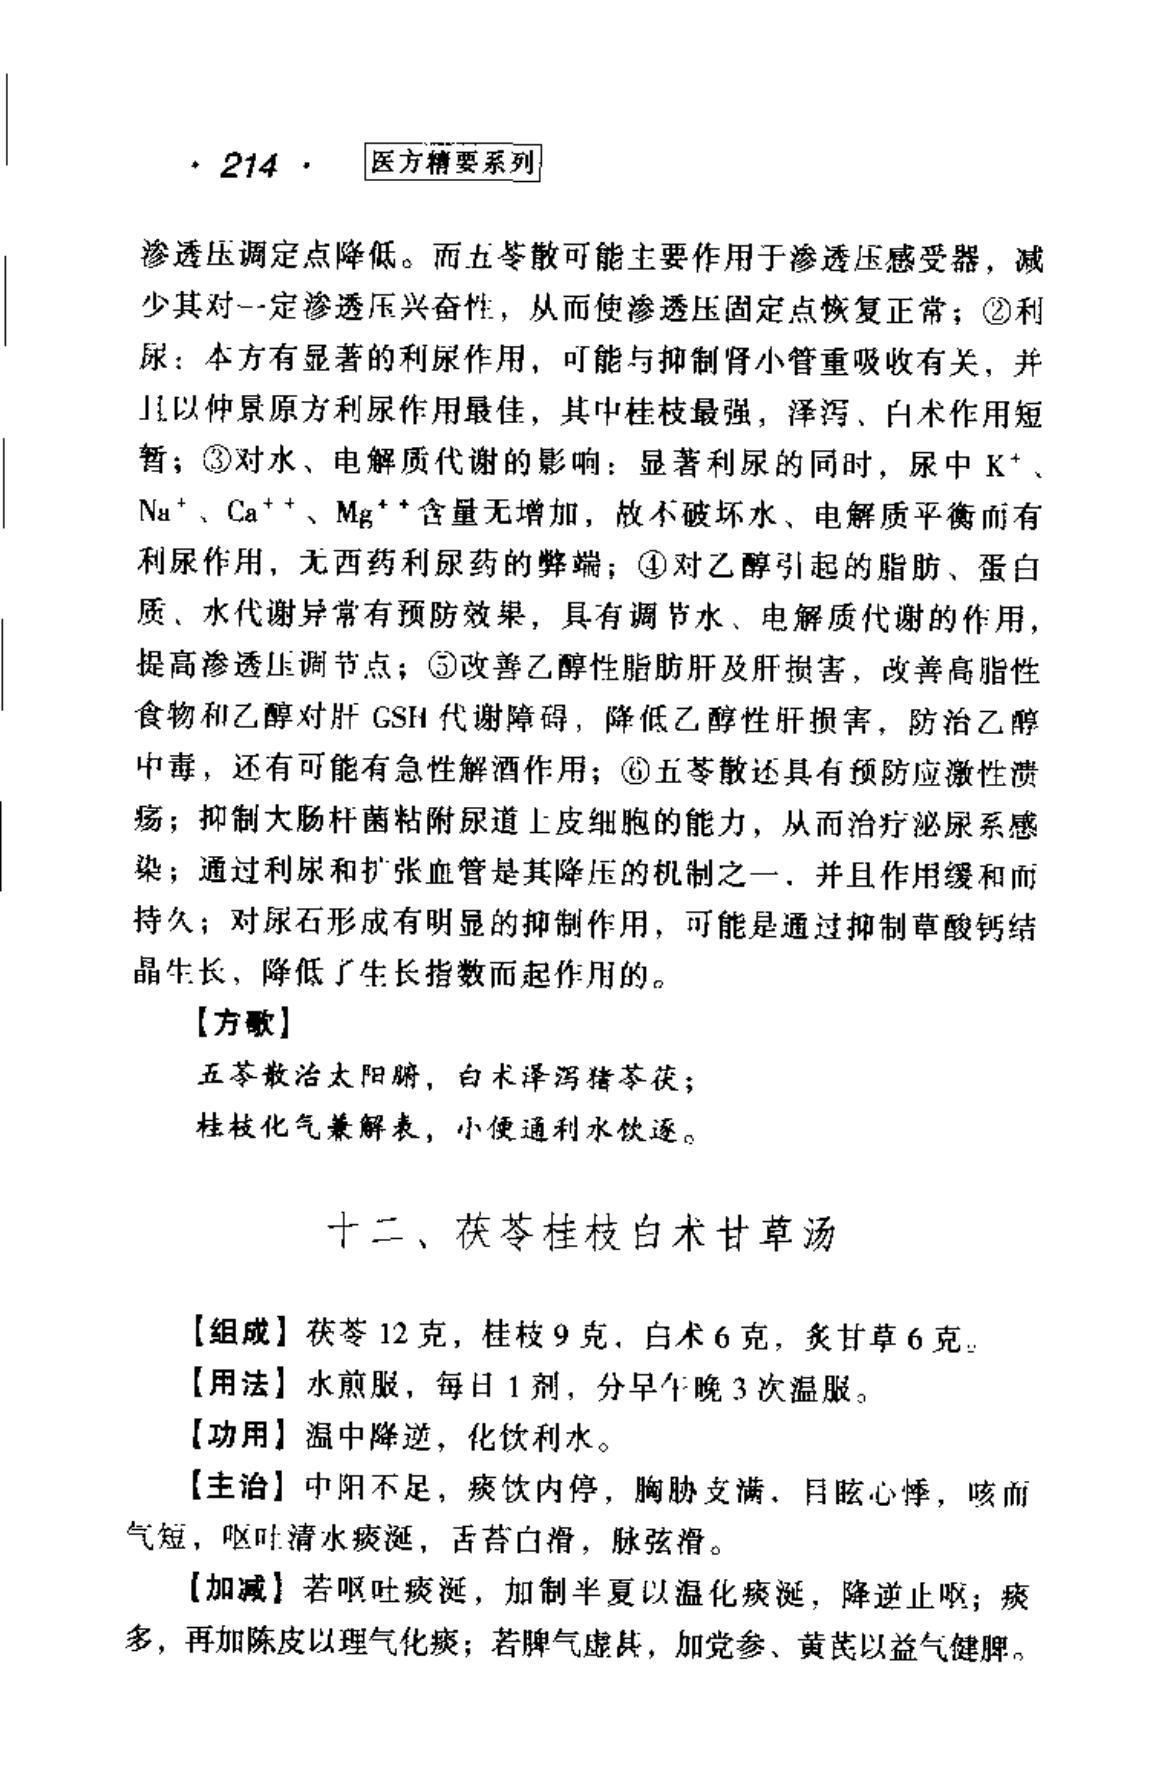 · 214 · 医方精要系列
渗透压调定点降低。而五苓散可能主要作用于渗透压感受器，减
少其对一定渗透压兴奋性，从而使渗透压固定点恢复正常；②利
尿：本方有显著的利尿作用，可能与抑制肾小管重吸收有关，并
且以仲景原方利尿作用最佳，其中桂枝最强，泽泻、白术作用短
暂；③对水、电解质代谢的影响：显著利尿的同时，尿中 K⁺、
Na⁺、Ca⁺⁺、Mg⁺⁺含量无增加，故不破坏水、电解质平衡而有
利尿作用，无西药利尿药的弊端；④对乙醇引起的脂肪、蛋白
质、水代谢异常有预防效果，具有调节水、电解质代谢的作用，
提高渗透压调节点；⑤改善乙醇性脂肪肝及肝损害，改善高脂性
食物和乙醇对肝 GSH 代谢障碍，降低乙醇性肝损害，防治乙醇
中毒，还有可能有急性解酒作用；⑥五苓散还具有预防应激性溃
疡；抑制大肠杆菌粘附尿道上皮细胞的能力，从而治疗泌尿系感
染；通过利尿和扩张血管是其降压的机制之一，并且作用缓和而
持久；对尿石形成有明显的抑制作用，可能是通过抑制草酸钙结
晶生长，降低了生长指数而起作用的。
【方歌】
五苓散治太阳腑，白术泽泻猪苓茯；
桂枝化气兼解表，小便通利水饮逐。
十二、茯苓桂枝白术甘草汤
【组成】茯苓 12 克，桂枝 9 克，白术 6 克，炙甘草 6 克。
【用法】水煎服，每日 1 剂，分早午晚 3 次温服。
【功用】温中降逆，化饮利水。
【主治】中阳不足，痰饮内停，胸胁支满，目眩心悸，咳而
气短，呕吐清水痰涎，舌苔白滑，脉弦滑。
【加减】若呕吐痰涎，加制半夏以温化痰涎，降逆止呕；痰
多，再加陈皮以理气化痰；若脾气虚甚，加党参、黄芪以益气健脾。